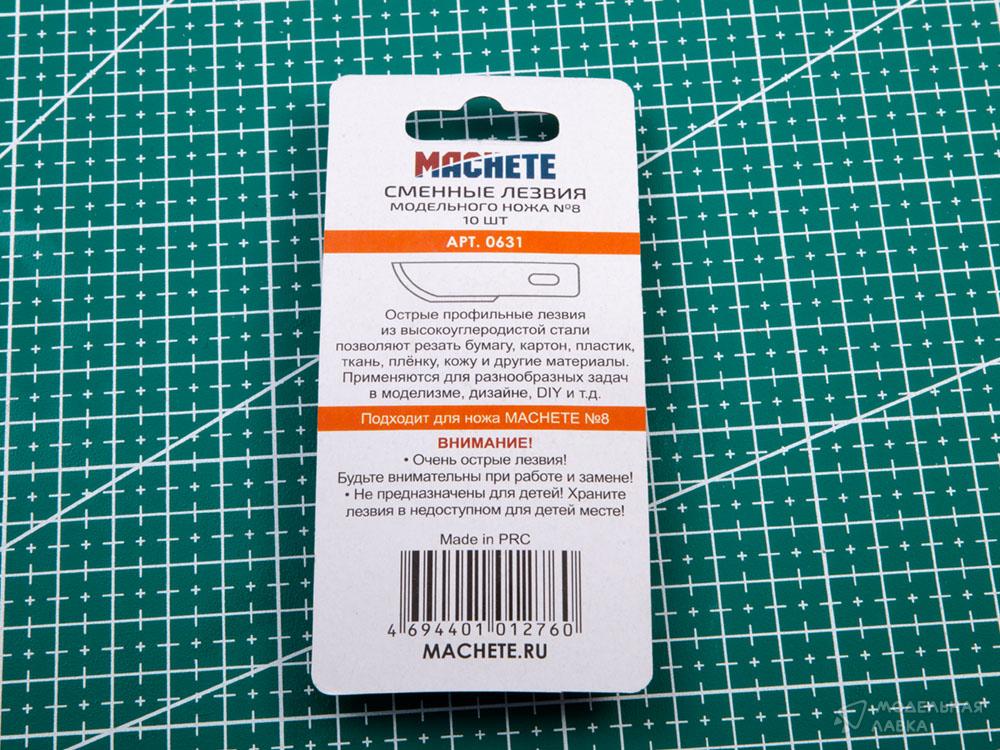 MACHETE
СМЕННЫЕ ЛЕЗВИЯ
МОДЕЛЬНОГО НОЖА №8
10 ШТ
АРТ. 0631
Острые профильные лезвия
из высокоуглеродистой стали
позволяют резать бумагу, картон, пластик,
ткань, плёнку, кожу и другие материалы.
Применяются для разнообразных задач
в моделизме, дизайне, DIY и т.д.
Подходит для ножа MACHETE №8
ВНИМАНИЕ!
• Очень острые лезвия!
Будьте внимательны при работе и замене!
• Не предназначены для детей! Храните
лезвия в недоступном для детей месте!
Made in PRC
4 694401 012760
MACHETE.RU
МОДЕЛЬНАЯ
ЛАВКА